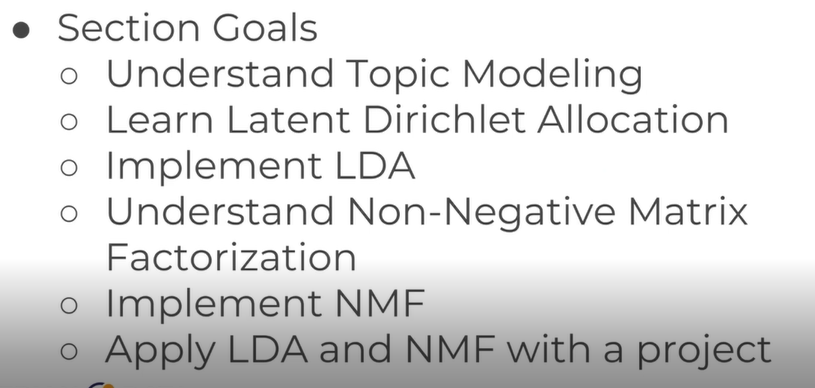 ● Section Goals
○ Understand Topic Modeling
○ Learn Latent Dirichlet Allocation
○ Implement LDA
○ Understand Non-Negative Matrix
Factorization
○ Implement NMF
○ Apply LDA and NMF with a project